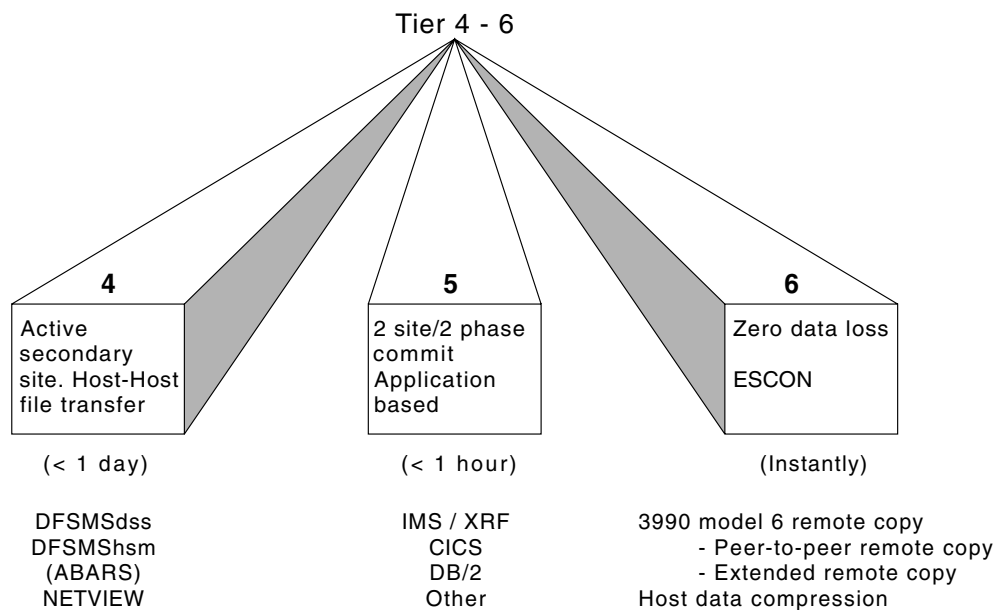 Tier 4 - 6
4
Active
secondary
site. Host-Host
file transfer
(< 1 day)
DFSMSdss
DFSMShsm
(ABARS)
NETVIEW
5
2 site/2 phase
commit
Application
based
(< 1 hour)
IMS / XRF
CICS
DB/2
Other
6
Zero data loss
ESCON
(Instantly)
3990 model 6 remote copy
- Peer-to-peer remote copy
- Extended remote copy
Host data compression